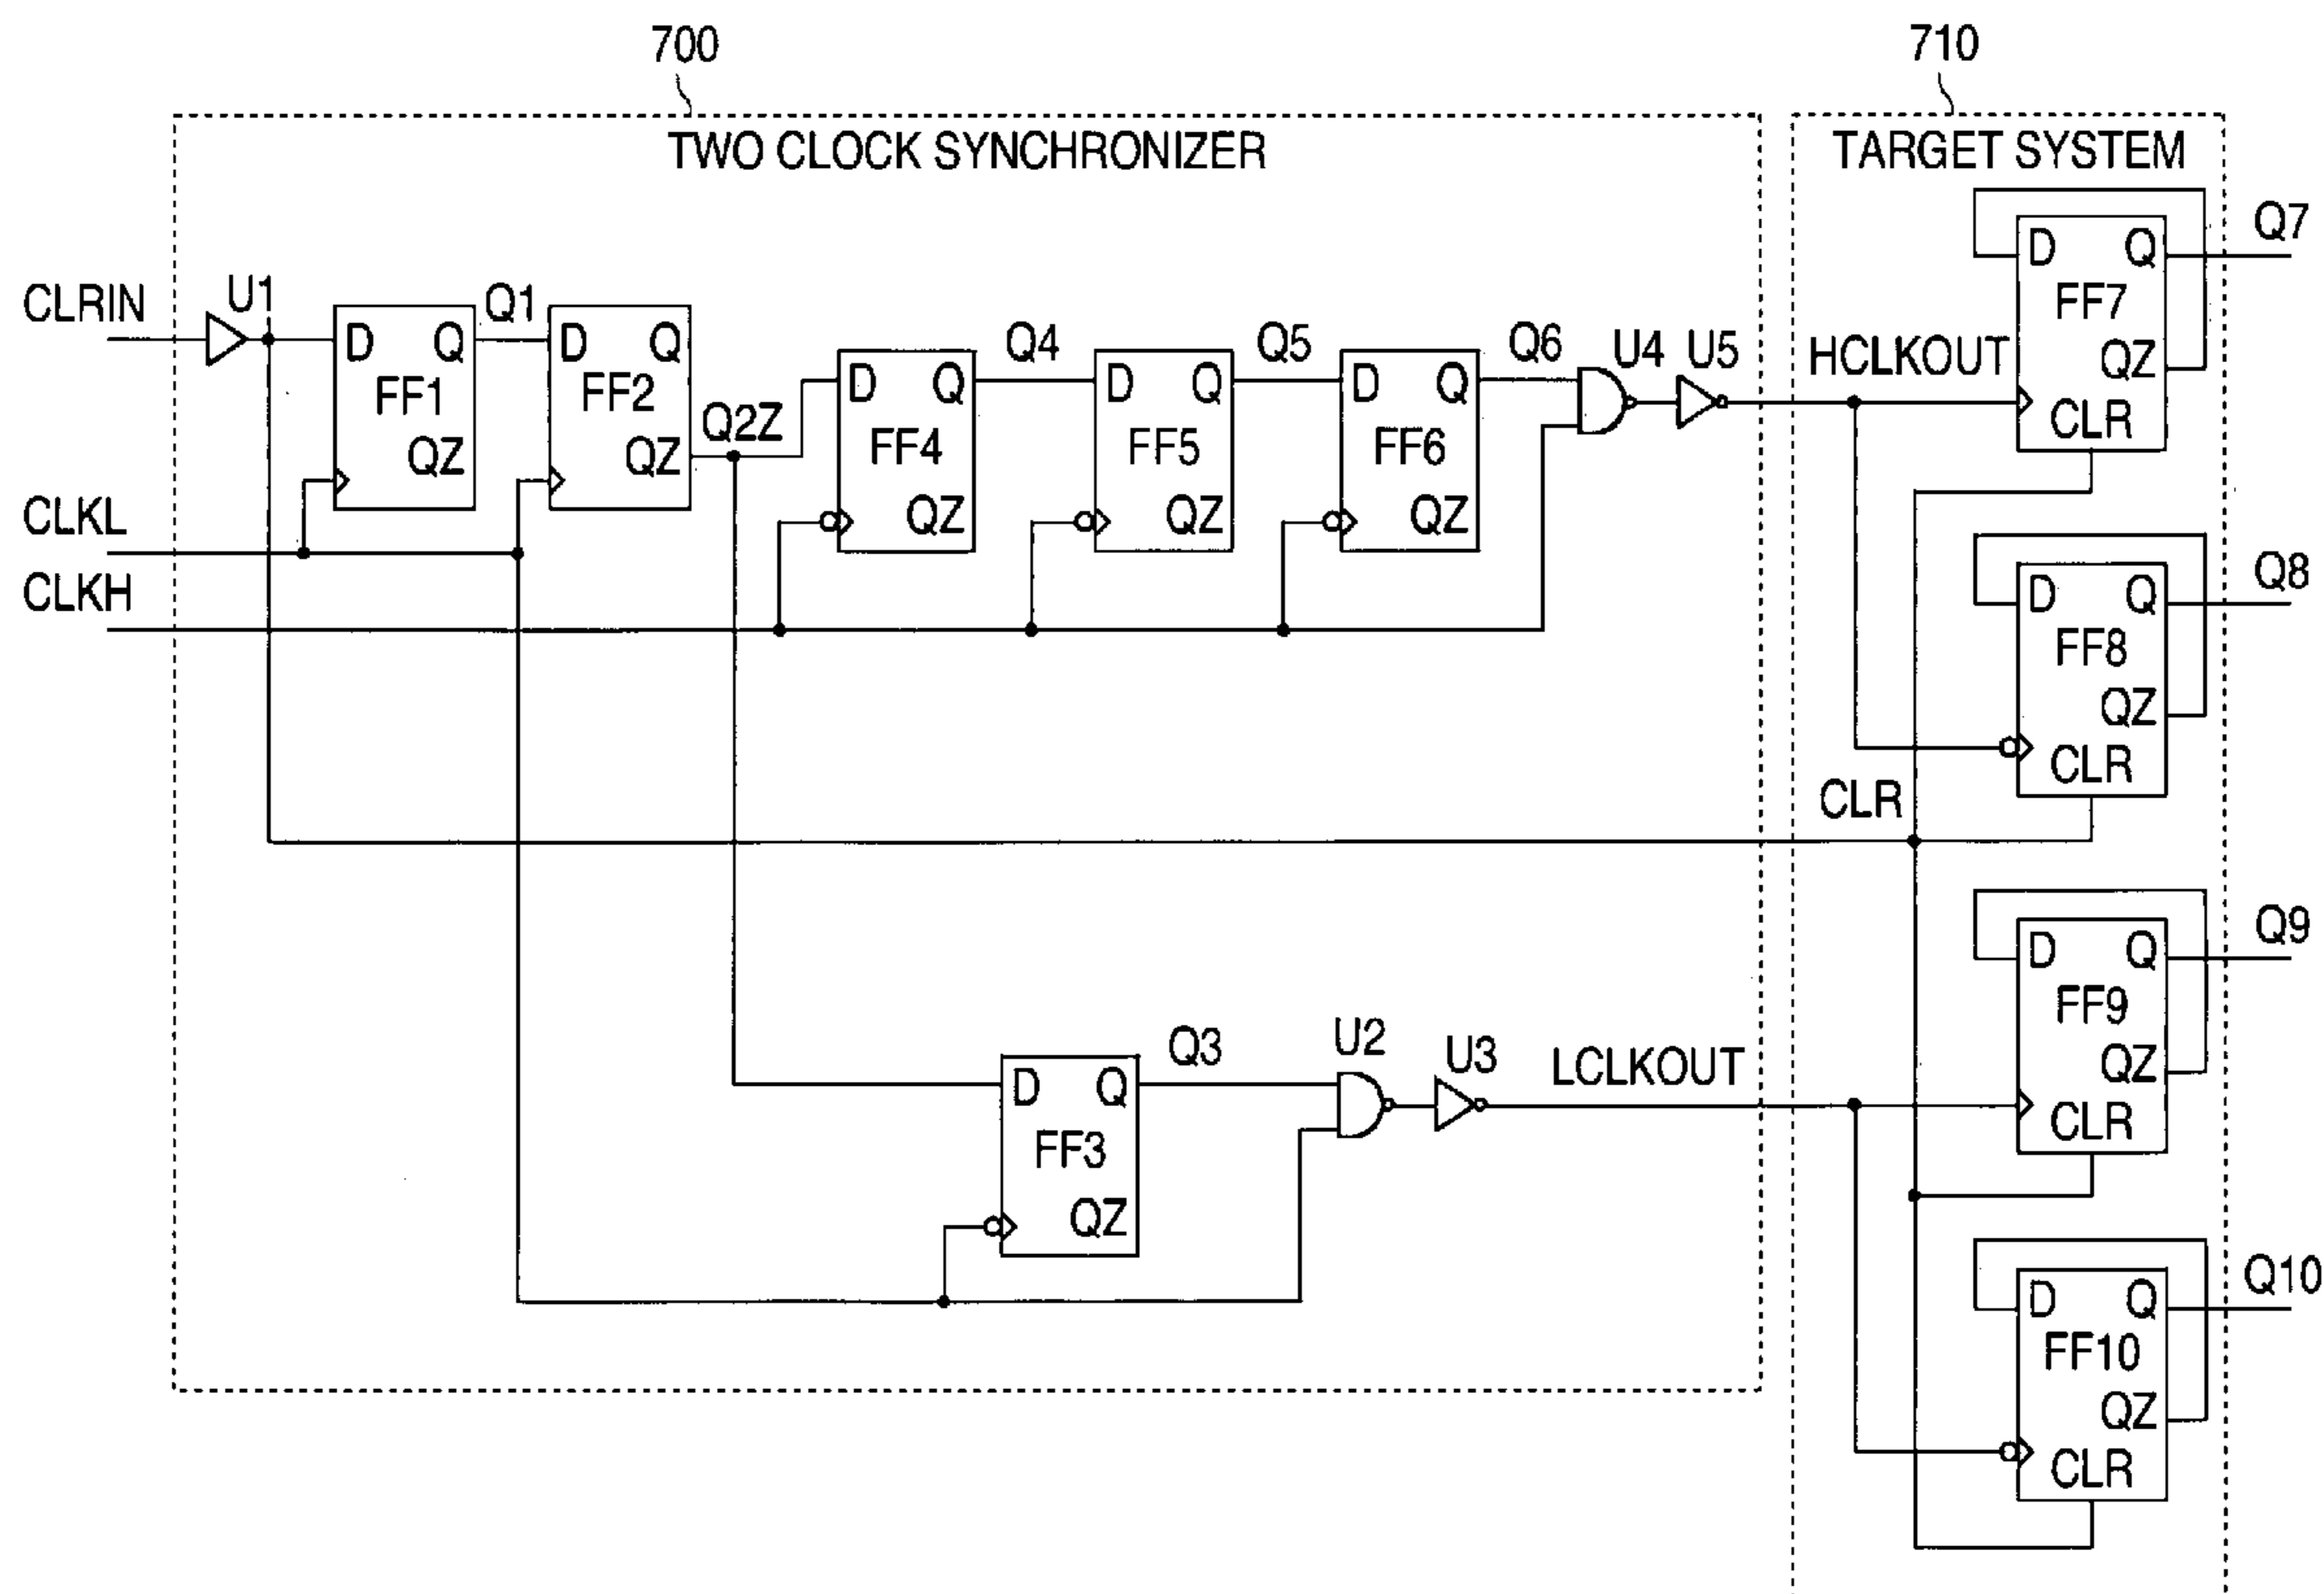 700
710
TWO CLOCK SYNCHRONIZER
TARGET SYSTEM
CLRIN
U1
D Q
FF1
QZ
Q1
D Q
FF2
QZ
Q2Z
CLKL
CLKH
D Q
FF4
QZ
Q4
D Q
FF5
QZ
Q5
D Q
FF6
QZ
Q6
U4
U5
HCLKOUT
D Q
FF7
QZ
CLR
Q7
D Q
FF8
QZ
CLR
Q8
CLR
D Q
FF3
QZ
Q3
U2
U3
LCLKOUT
D Q
FF9
QZ
CLR
Q9
D Q
FF10
QZ
CLR
Q10